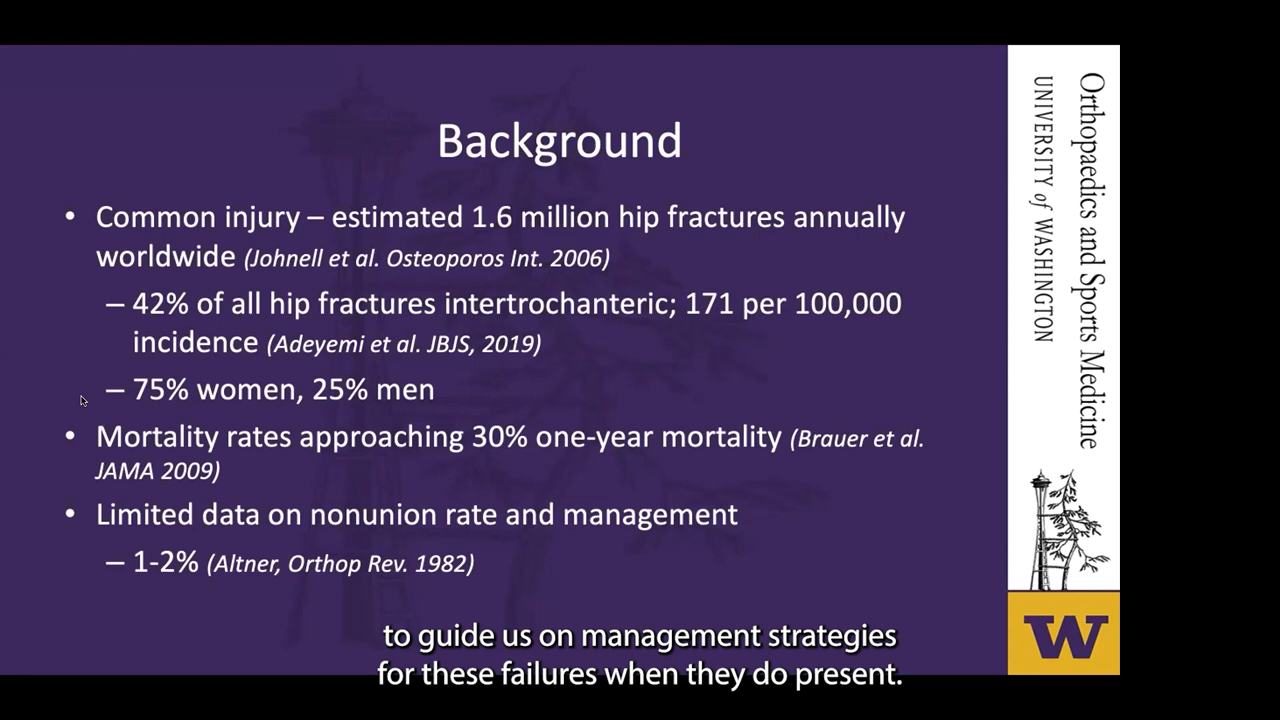 Background
• Common injury – estimated 1.6 million hip fractures annually
worldwide (Johnell et al. Osteoporos Int. 2006)
– 42% of all hip fractures intertrochanteric; 171 per 100,000
incidence (Adeyemi et al. JBJS, 2019)
– 75% women, 25% men
• Mortality rates approaching 30% one-year mortality (Brauer et al.
JAMA 2009)
• Limited data on nonunion rate and management
– 1-2% (Altner, Orthop Rev. 1982)
to guide us on management strategies
for these failures when they do present.
Orthopaedics and Sports Medicine
UNIVERSITY of WASHINGTON
W